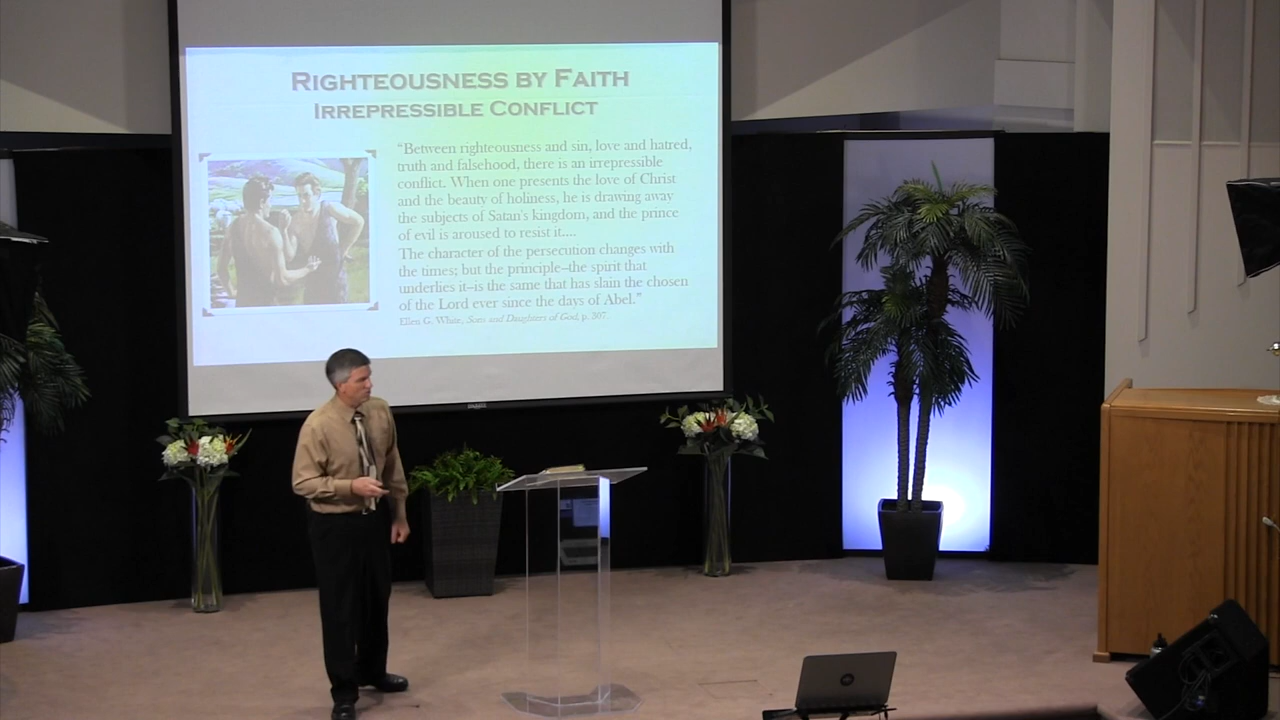 RIGHTEOUSNESS BY FAITH
IRREPRESSIBLE CONFLICT
“Between righteousness and sin, love and hatred,
truth and falsehood, there is an irrepressible
conflict. When one presents the love of Christ
and the beauty of holiness, he is drawing away
the subjects of Satan's kingdom, and the prince
of evil is aroused to resist it....
The character of the persecution changes with
the times; but the principle–the spirit that
underlies it–is the same that has slain the chosen
of the Lord ever since the days of Abel.”
Ellen G. White, Sons and Daughters of God, p. 307.